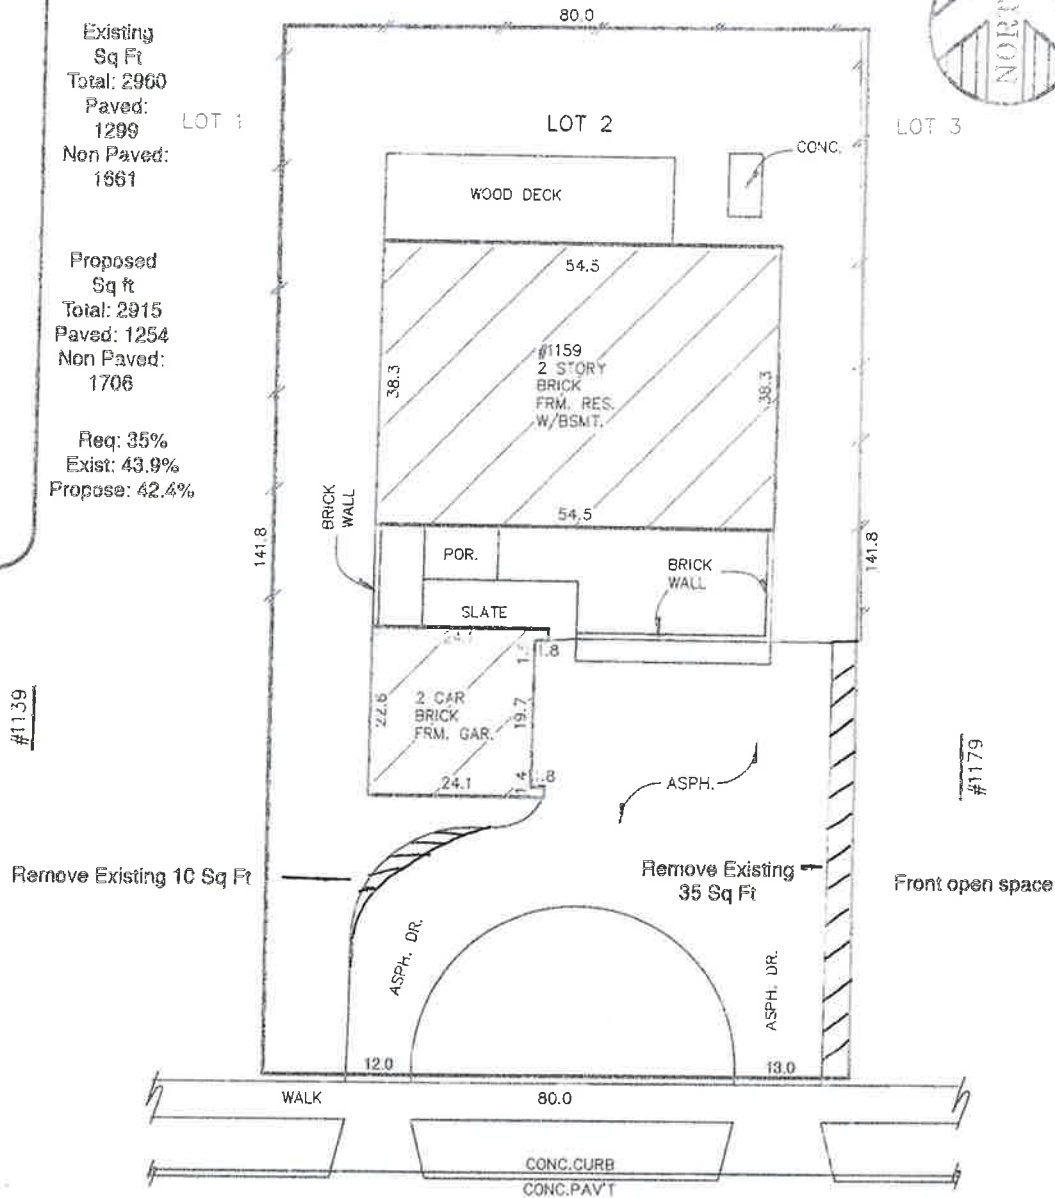 80.0
Existing
Sq Ft
Total: 2960
Paved:
1299
Non Paved:
1661
NORT
LOT 1
LOT 2
LOT 3
CONC.
WOOD DECK
Proposed
Sq ft
Total: 2915
Paved: 1254
Non Paved:
1706
54.5
#1159
2 STORY
BRICK
FRM. RES.
W/BSMT.
38.3
38.3
Req: 35%
Exist: 43.9%
Propose: 42.4%
54.5
BRICK
WALL
141.8
141.8
POR.
BRICK
WALL
SLATE
1.8
22.6
2 CAR
BRICK
FRM. GAR.
19.7
#1139
#1179
24.1
1.4
.8
ASPH.
Remove Existing 10 Sq Ft
Remove Existing
35 Sq Ft
Front open space
ASPH. DR.
ASPH. DR.
12.0
13.0
WALK
80.0
CONC.CURB
CONC.PAV'T